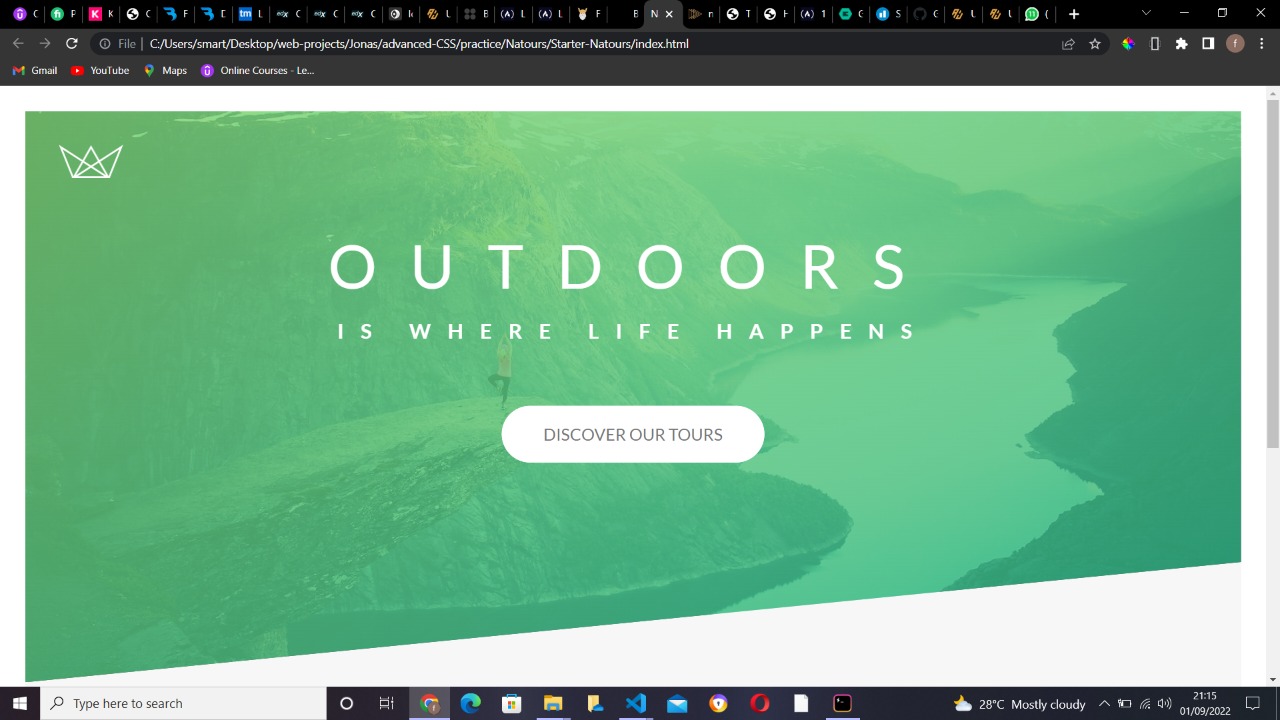 File
C:/Users/smart/Desktop/web-projects/Jonas/advanced-CSS/practice/Natours/Starter-Natours/index.html
f
Gmail
YouTube
Maps
Online Courses - Le...
OUTDOORS
IS WHERE LIFE HAPPENS
DISCOVER OUR TOURS
Type here to search
28°C Mostly cloudy
21:15
01/09/2022